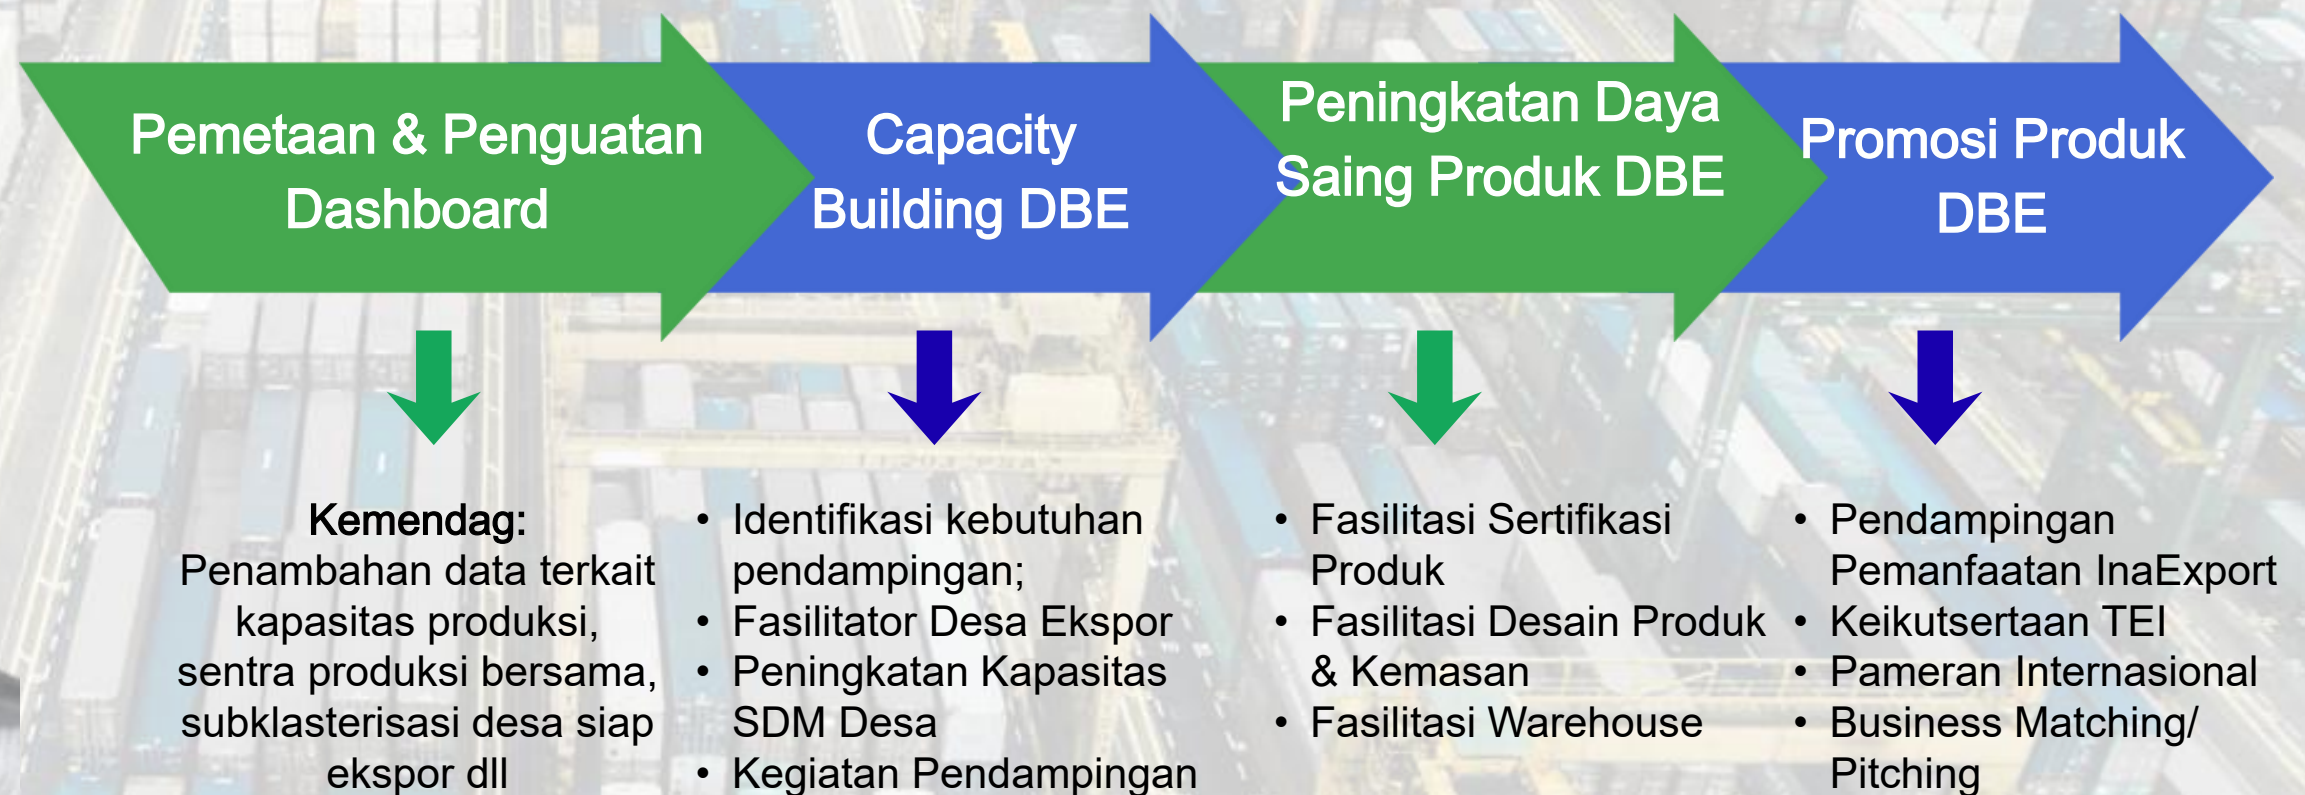 Pemetaan & Penguatan
Dashboard
Capacity
Building DBE
Peningkatan Daya
Saing Produk DBE
Promosi Produk
DBE
Kemendag:
Penambahan data terkait
kapasitas produksi,
sentra produksi bersama,
subklasterisasi desa siap
ekspor dll
• Identifikasi kebutuhan
pendampingan;
• Fasilitator Desa Ekspor
• Peningkatan Kapasitas
SDM Desa
• Kegiatan Pendampingan
• Fasilitasi Sertifikasi
Produk
• Fasilitasi Desain Produk
& Kemasan
• Fasilitasi Warehouse
• Pendampingan
Pemanfaatan InaExport
• Keikutsertaan TEI
• Pameran Internasional
• Business Matching/
Pitching